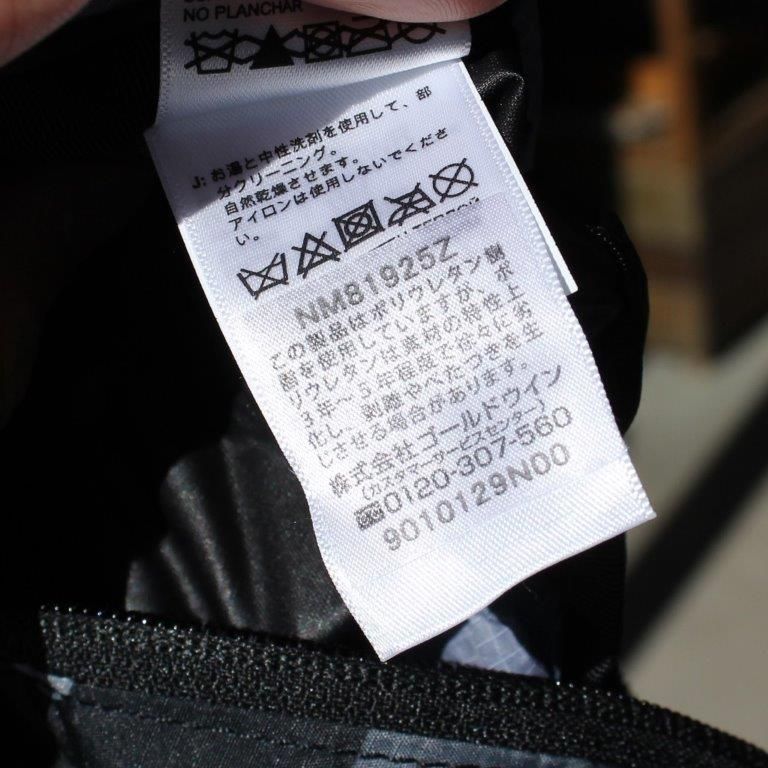 NO PLANCHAR
J: お湯と中性洗剤を使用して、部
分クリーニング。
自然乾燥させます。
アイロンは使用しないでくださ
い。
NM81925Z
この製品はポリウレタン樹
脂を使用していますが、ポ
リウレタンは素材の特性上
3年～5年程度で徐々に劣
化し、剥離やべたつきを生
じさせる場合があります。
株式会社ゴールドウイン
(カスタマーサービスセンター)
0120-307-560
9010129N00